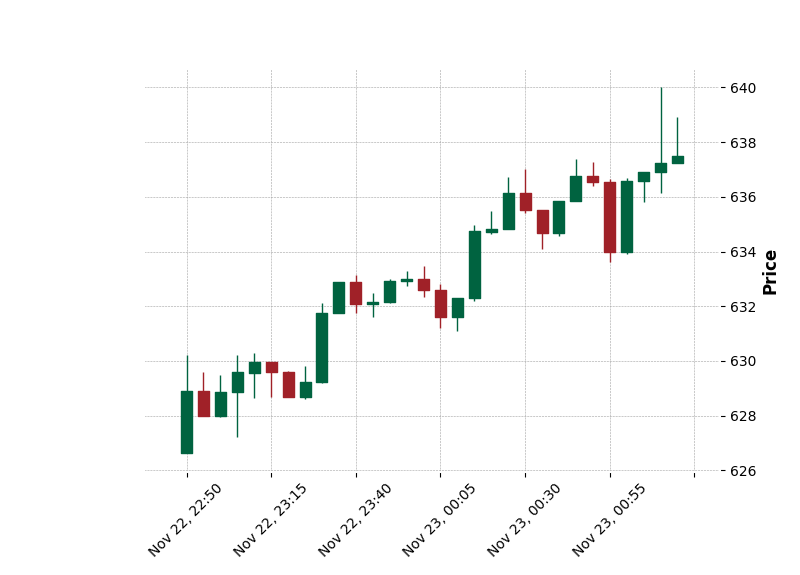 640
638
636
634
632
630
628
626
Price
Nov 22, 22:50
Nov 22, 23:15
Nov 22, 23:40
Nov 23, 00:05
Nov 23, 00:30
Nov 23, 00:55